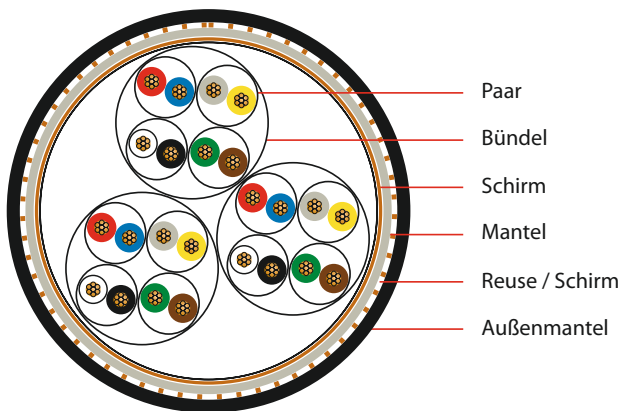 Paar
Bündel
Schirm
Mantel
Reuse / Schirm
Außenmantel